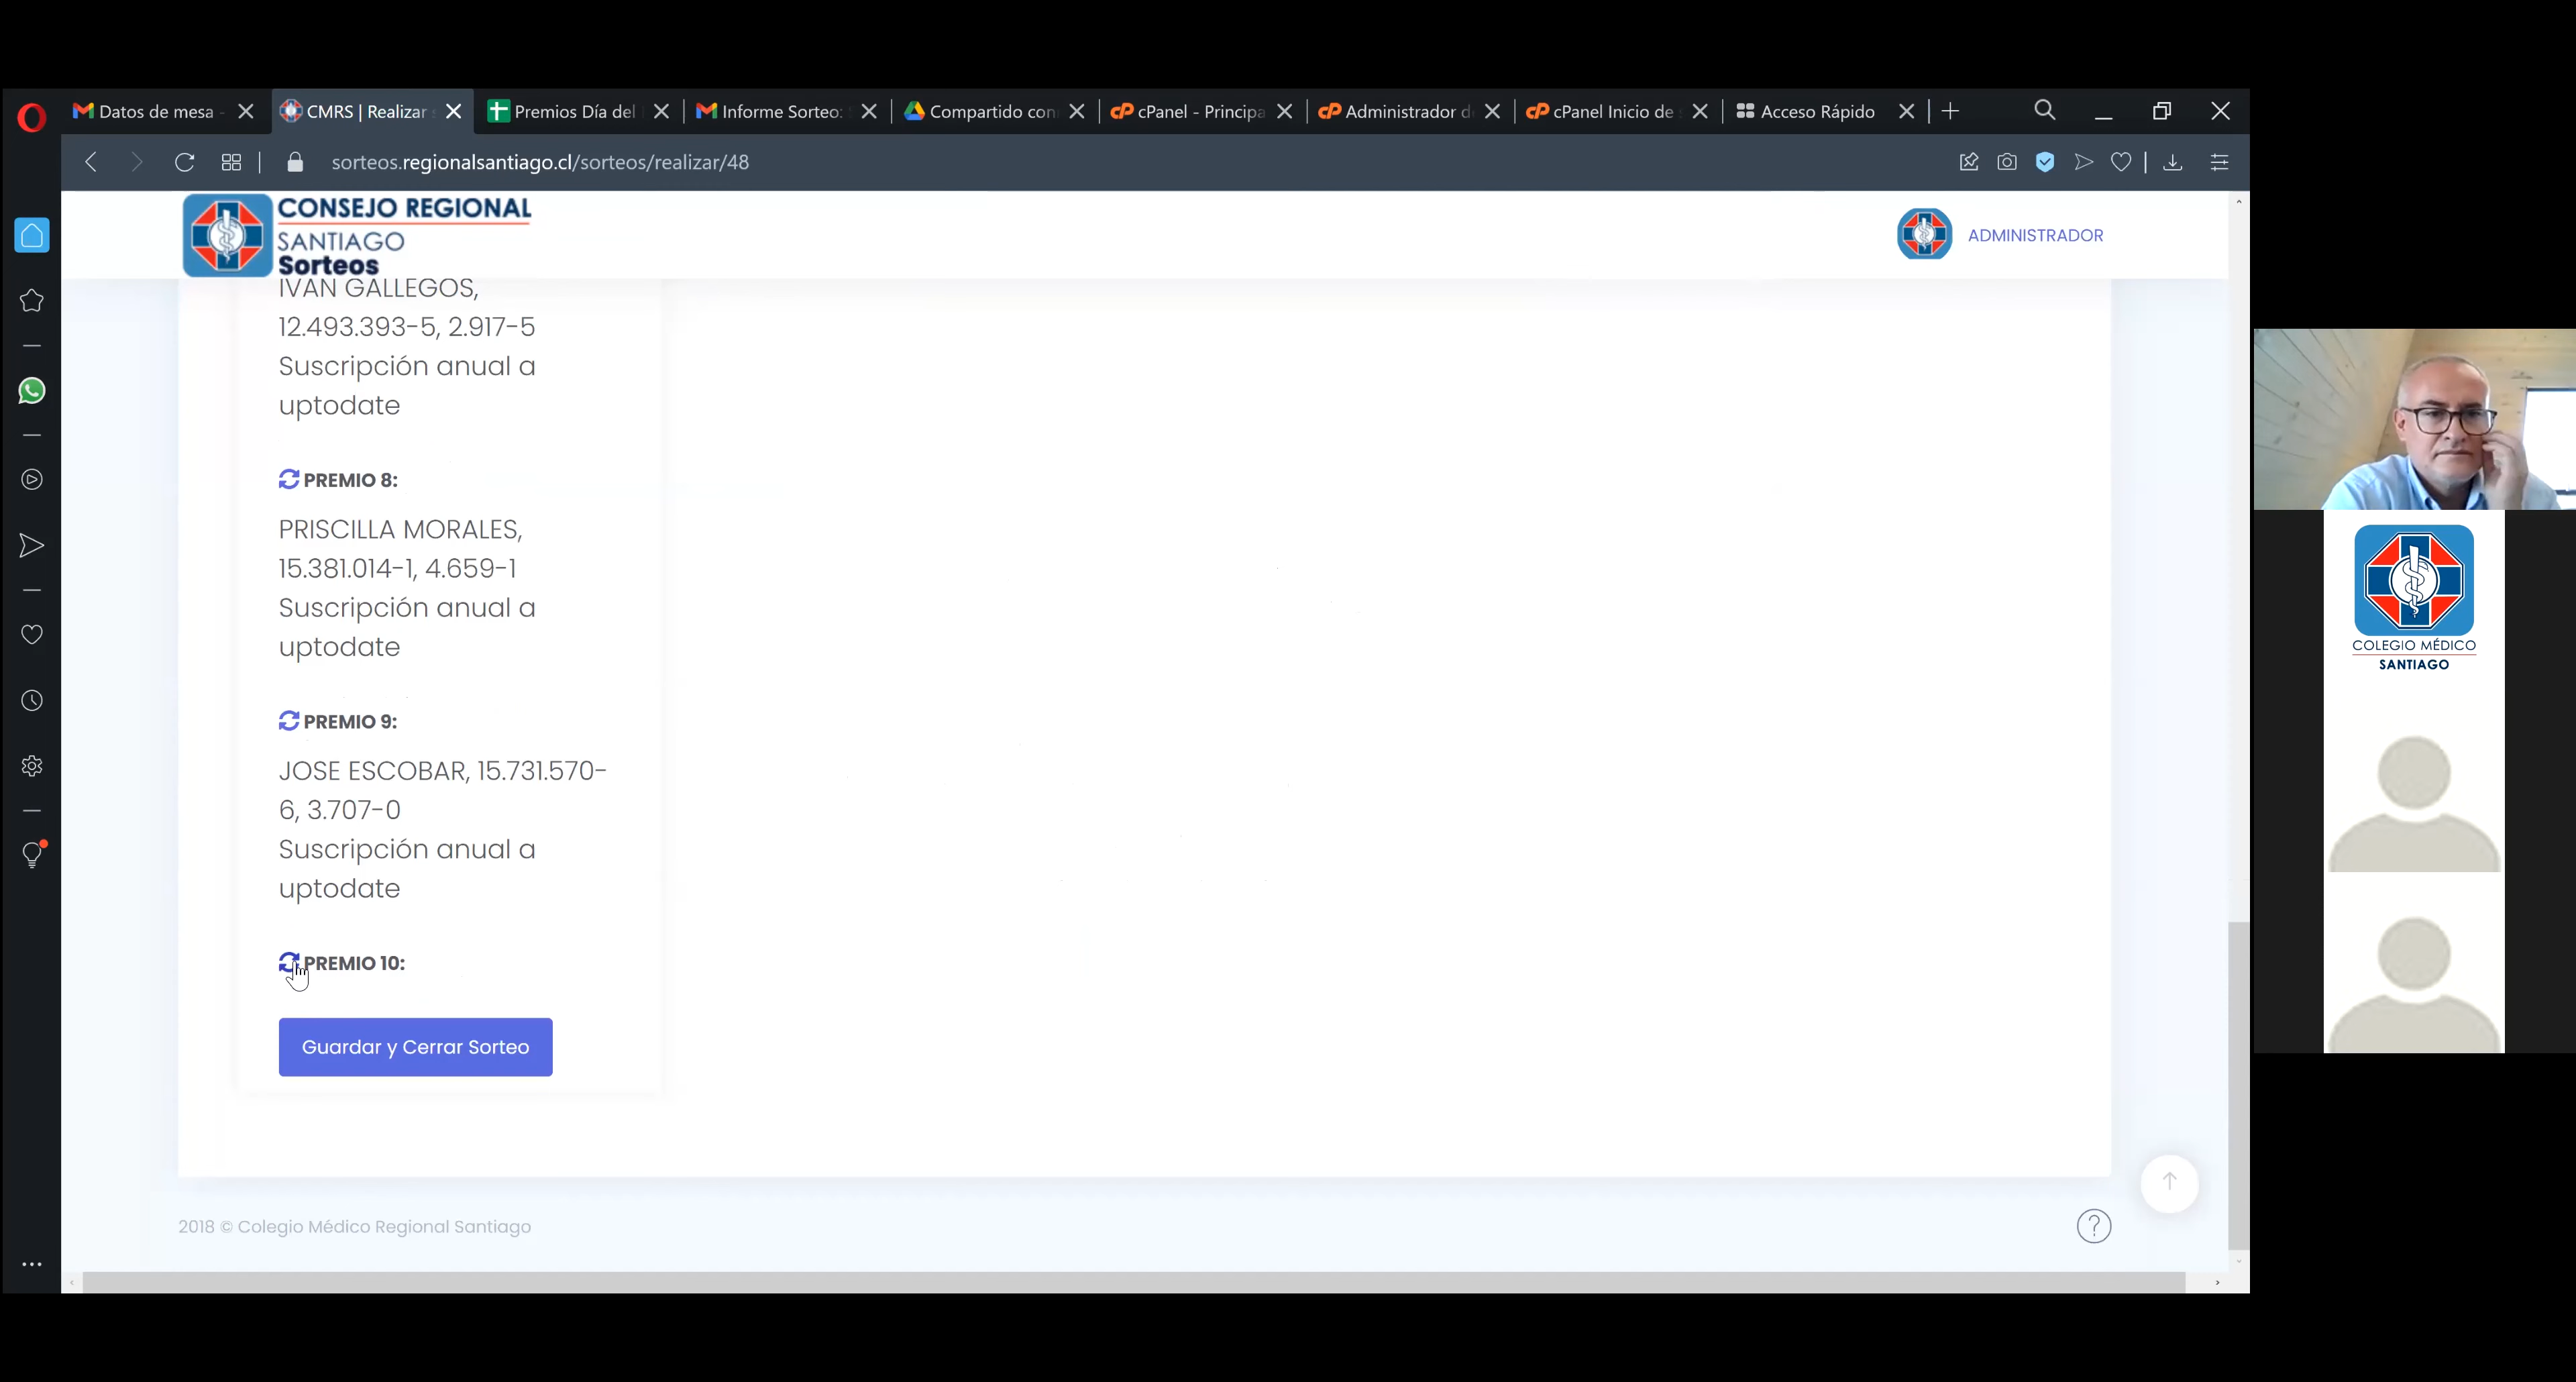 Datos de mesa -
CMRS | Realizar s
Premios Día del
Informe Sorteo: S
Compartido con
cPanel - Principa
Administrador d
cPanel Inicio de s
Acceso Rápido
sorteos.regionalsantiago.cl/sorteos/realizar/48
CONSEJO REGIONAL
SANTIAGO
Sorteos
ADMINISTRADOR
IVAN GALLEGOS,
12.493.393-5, 2.917-5
Suscripción anual a
uptodate
PREMIO 8:
PRISCILLA MORALES,
15.381.014-1, 4.659-1
Suscripción anual a
uptodate
PREMIO 9:
JOSE ESCOBAR, 15.731.570-
6, 3.707-0
Suscripción anual a
uptodate
PREMIO 10:
Guardar y Cerrar Sorteo
2018 © Colegio Médico Regional Santiago
COLEGIO MÉDICO
SANTIAGO